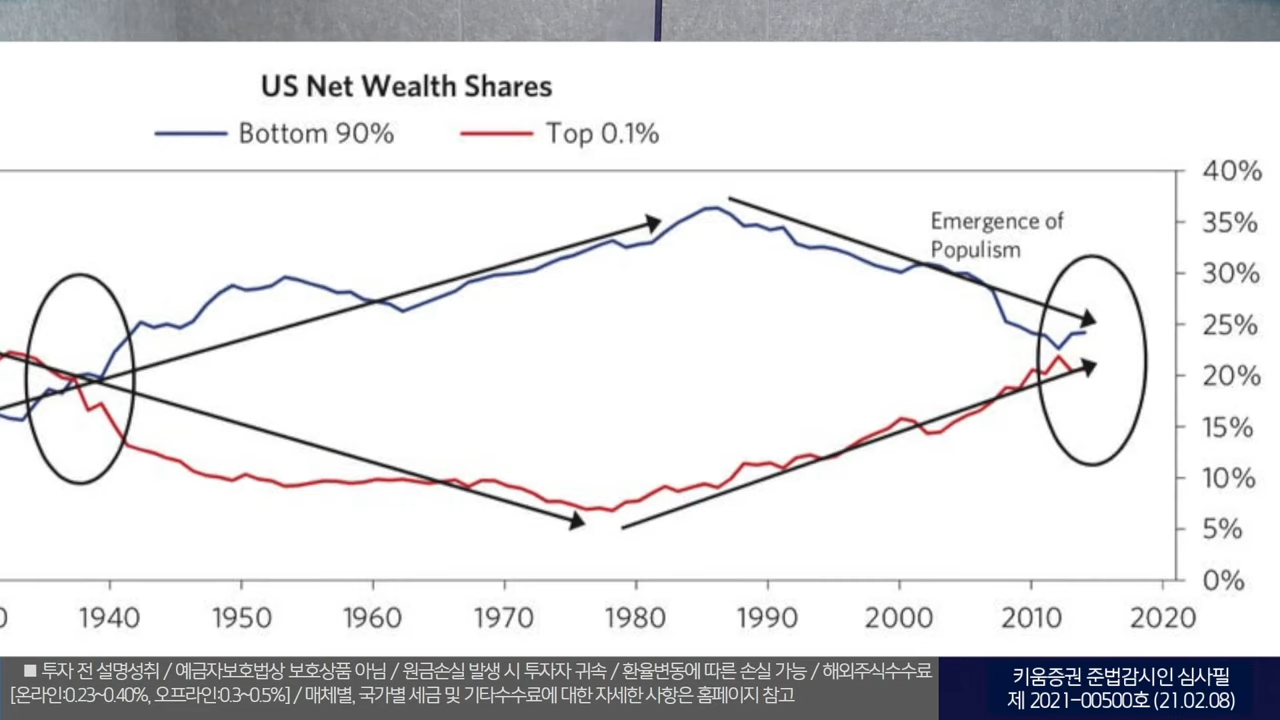 US Net Wealth Shares
Bottom 90% Top 0.1%
40%
Emergence of
Populism
35%
30%
25%
20%
15%
10%
5%
0%
0 1940 1950 1960 1970 1980 1990 2000 2010 2020
■ 투자 전 설명청취 / 예금자보호법상 보호상품 아님 / 원금손실 발생 시 투자자 귀속 / 환율변동에 따른 손실 가능 / 해외주식수수료
[온라인:0.23~0.40%, 오프라인:0.3~0.5%] / 매체별, 국가별 세금 및 기타수수료에 대한 자세한 사항은 홈페이지 참고
키움증권 준법감시인 심사필
제 2021-00500호 (21.02.08)